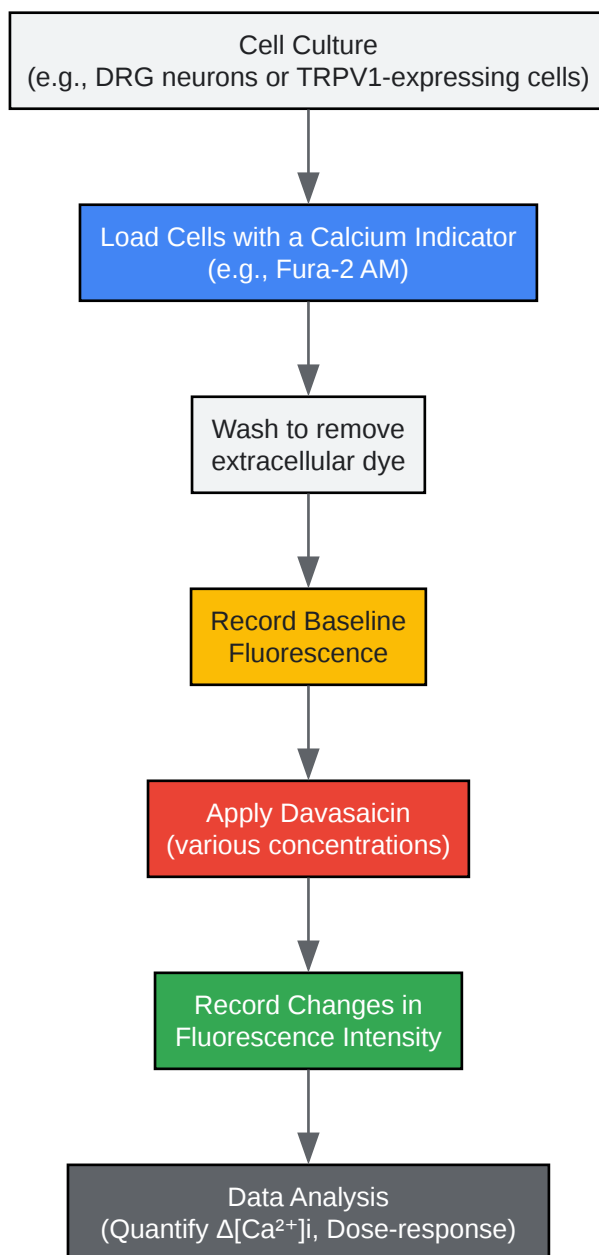 Cell Culture
(e.g., DRG neurons or TRPV1-expressing cells)
Load Cells with a Calcium Indicator
(e.g., Fura-2 AM)
Wash to remove
extracellular dye
Record Baseline
Fluorescence
Apply Davasaicin
(various concentrations)
Record Changes in
Fluorescence Intensity
Data Analysis
(Quantify Δ[Ca²⁺]i, Dose-response)